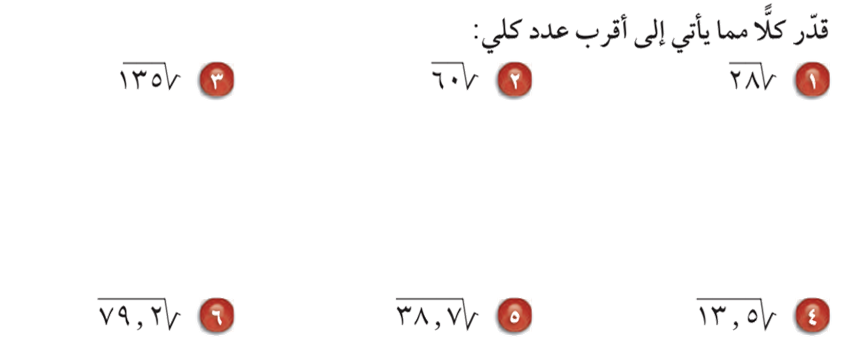 قدّر كلًّا مما يأتي إلى أقرب عدد كلي:
١ √٢٨ ٢ √٦٠ ٣ √١٣٥
٤ √١٣,٥ ٥ √٣٨,٧ ٦ √٧٩,٢